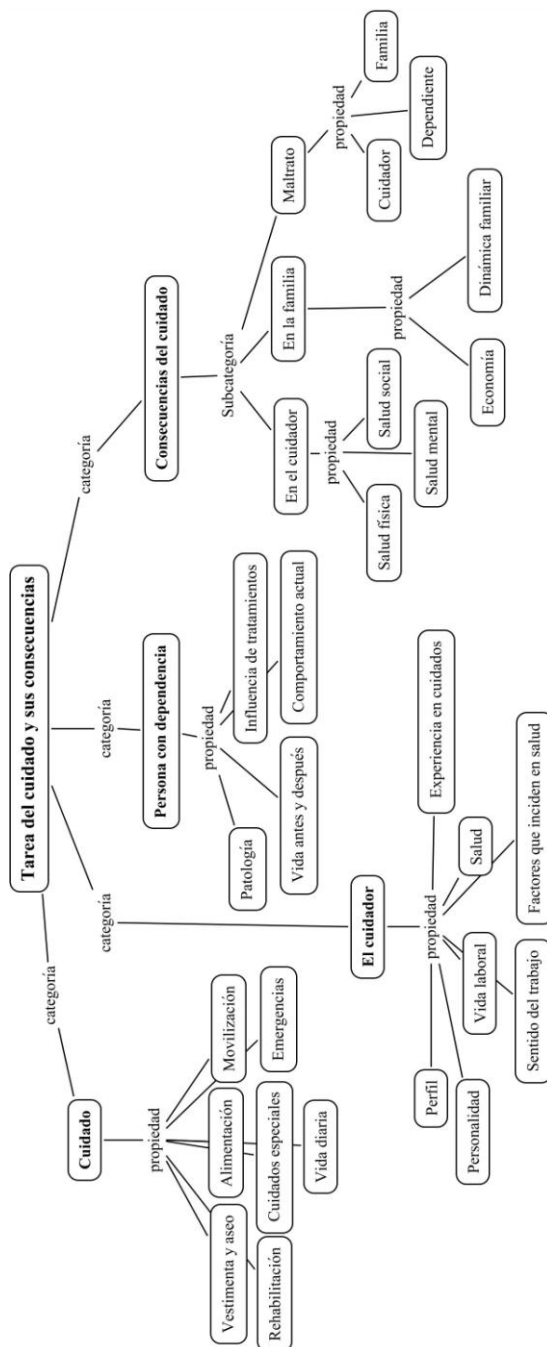 Tarea del cuidado y sus consecuencias
categoría
Cuidado
propiedad
Vestimenta y aseo
Rehabilitación
Alimentación
Cuidados especiales
Vida diaria
Movilización
Emergencias
categoría
El cuidador
propiedad
Perfil
Personalidad
Vida laboral
Sentido del trabajo
Salud
Factores que inciden en salud
Experiencia en cuidados
categoría
Persona con dependencia
propiedad
Patología
Vida antes y después
Influencia de tratamientos
Comportamiento actual
categoría
Consecuencias del cuidado
Subcategoría
En el cuidador
propiedad
Salud física
Salud mental
Salud social
En la familia
propiedad
Economía
Dinámica familiar
Maltrato
propiedad
Cuidador
Dependiente
Familia